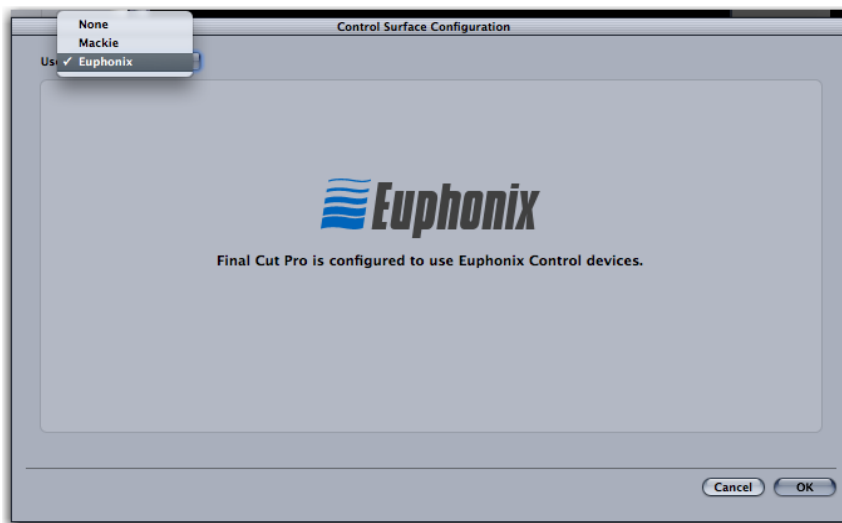 None
Control Surface Configuration
Mackie
✓ Euphonix
Euphonix
Final Cut Pro is configured to use Euphonix Control devices.
Cancel
OK